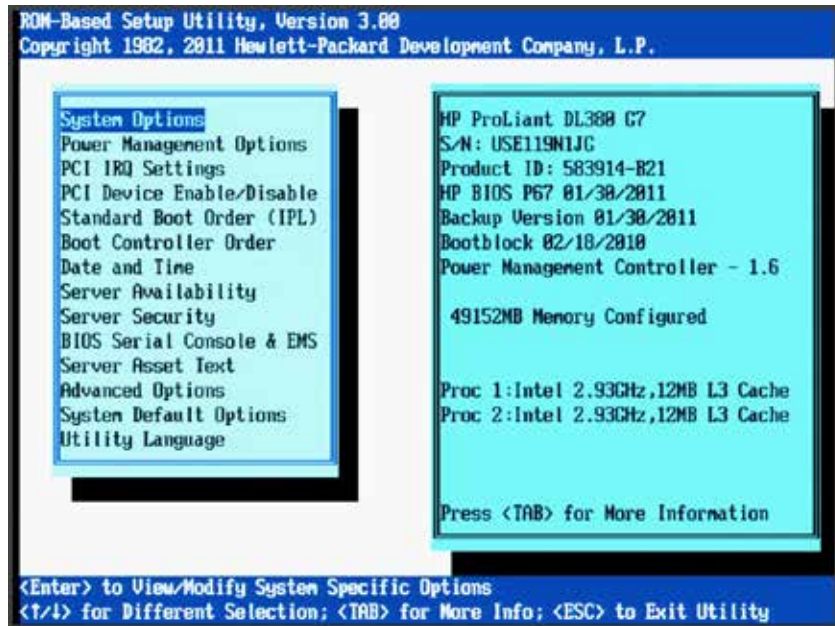 ROM-Based Setup Utility, Version 3.00
Copyright 1982, 2011 Hewlett-Packard Development Company, L.P.
System Options
Power Management Options
PCI IRQ Settings
PCI Device Enable/Disable
Standard Boot Order (IPL)
Boot Controller Order
Date and Time
Server Availability
Server Security
BIOS Serial Console & EMS
Server Asset Text
Advanced Options
System Default Options
Utility Language
HP ProLiant DL380 G7
S/N: USE119N1JG
Product ID: 583914-B21
HP BIOS P67 01/30/2011
Backup Version 01/30/2011
Bootblock 02/18/2010
Power Management Controller - 1.6
49152MB Memory Configured
Proc 1:Intel 2.93GHz,12MB L3 Cache
Proc 2:Intel 2.93GHz,12MB L3 Cache
Press <TAB> for More Information
<Enter> to View/Modify System Specific Options
<↑/↓> for Different Selection; <TAB> for More Info; <ESC> to Exit Utility